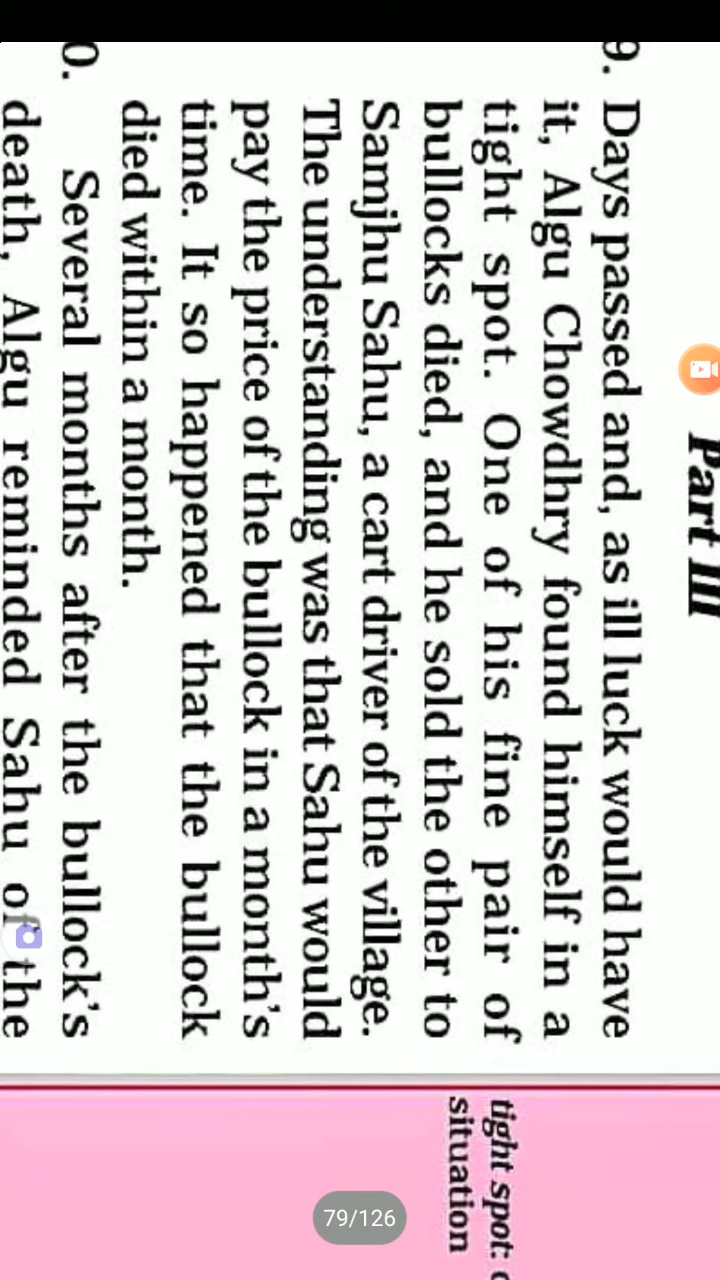 Part III
9. Days passed and, as ill luck would have
it, Algu Chowdhry found himself in a
tight spot. One of his fine pair of
bullocks died, and he sold the other to
Samjhu Sahu, a cart driver of the village.
The understanding was that Sahu would
pay the price of the bullock in a month's
time. It so happened that the bullock
died within a month.
0. Several months after the bullock's
death, Algu reminded Sahu of the
tight spot:
situation
79/126